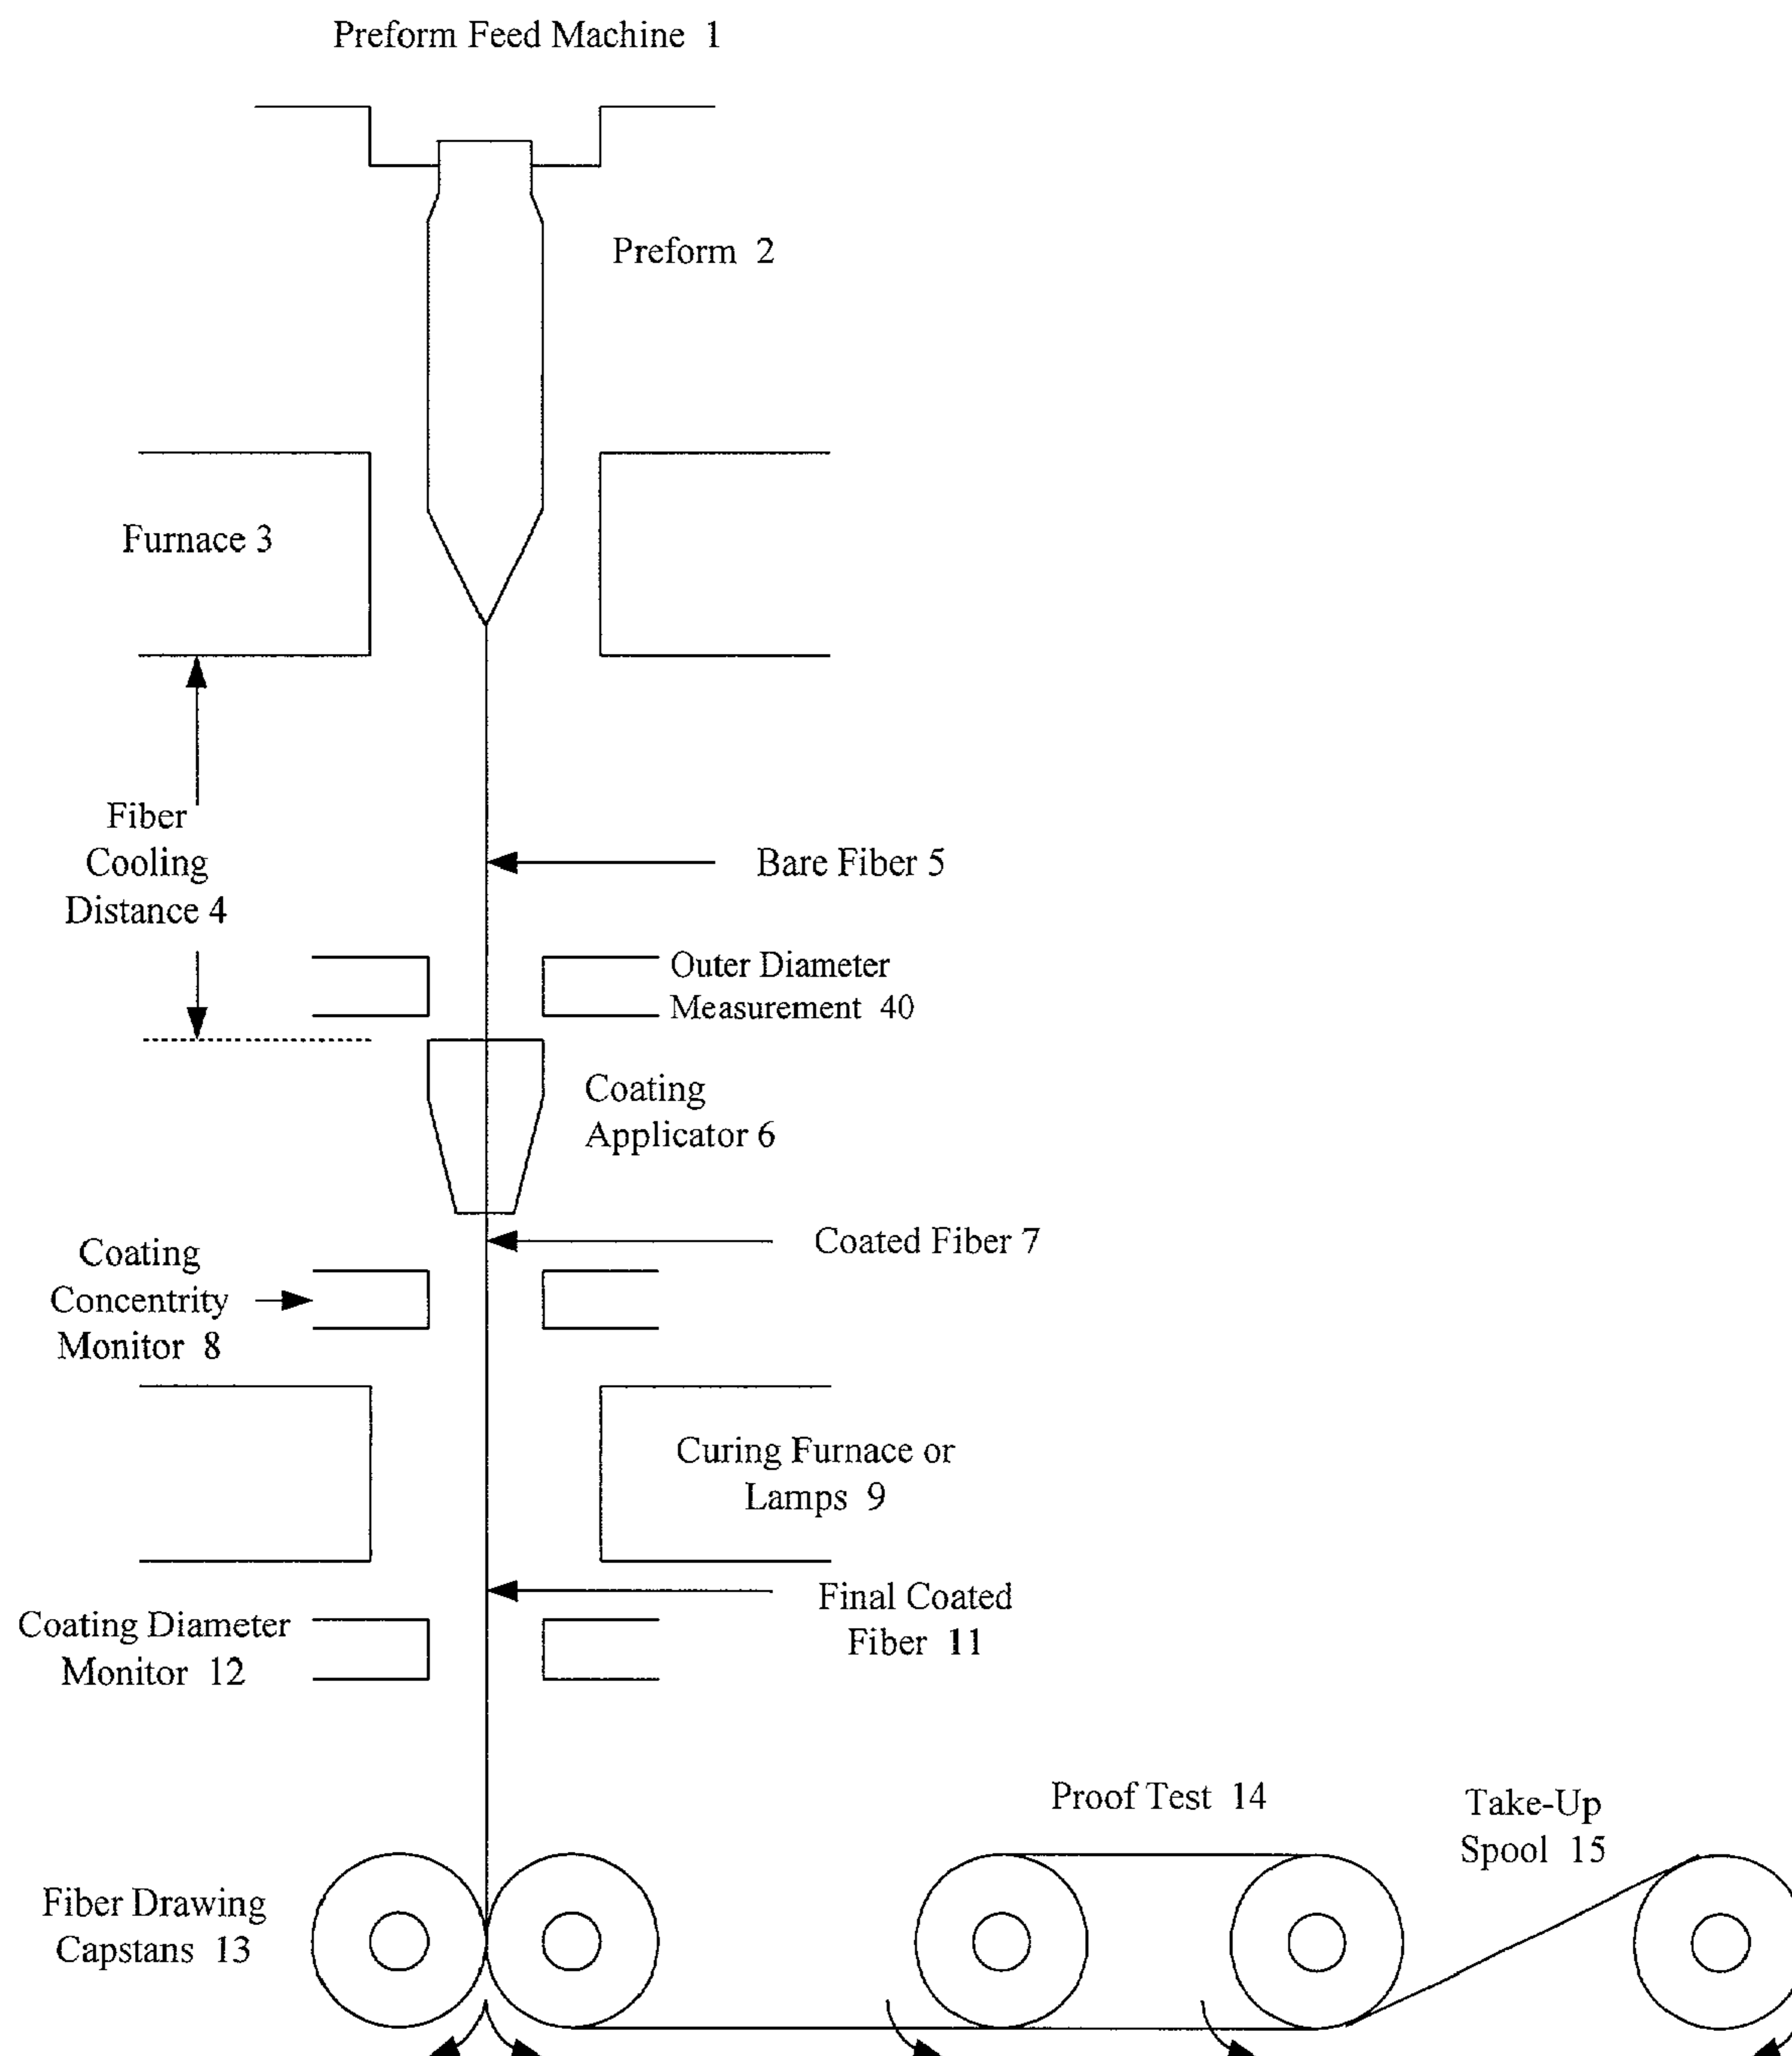 Preform Feed Machine 1
Preform 2
Furnace 3
Fiber
Cooling
Distance 4
Bare Fiber 5
Outer Diameter
Measurement 40
Coating
Applicator 6
Coated Fiber 7
Coating
Concentrity
Monitor 8
Curing Furnace or
Lamps 9
Final Coated
Fiber 11
Coating Diameter
Monitor 12
Proof Test 14
Take-Up
Spool 15
Fiber Drawing
Capstans 13